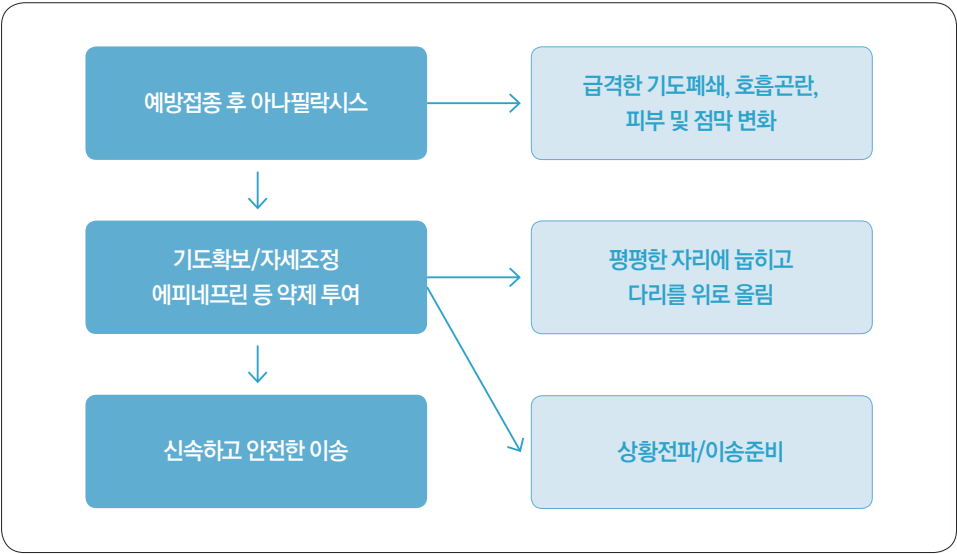 예방접종 후 아나필락시스
급격한 기도폐쇄, 호흡곤란,
피부 및 점막 변화
기도확보/자세조정
에피네프린 등 약제 투여
평평한 자리에 눕히고
다리를 위로 올림
신속하고 안전한 이송
상황전파/이송준비